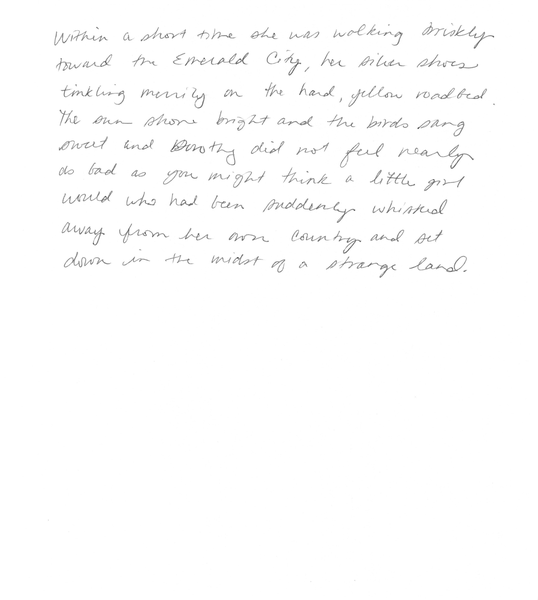 Within a short time she was walking briskly
toward the Emerald City, her silver shoes
tinkling merrily on the hard, yellow roadbed.
The sun shone bright and the birds sang
sweet and Dorothy did not feel nearly
as bad as you might think a little girl
would who had been suddenly whisked
away from her own country and set
down in the midst of a strange land.